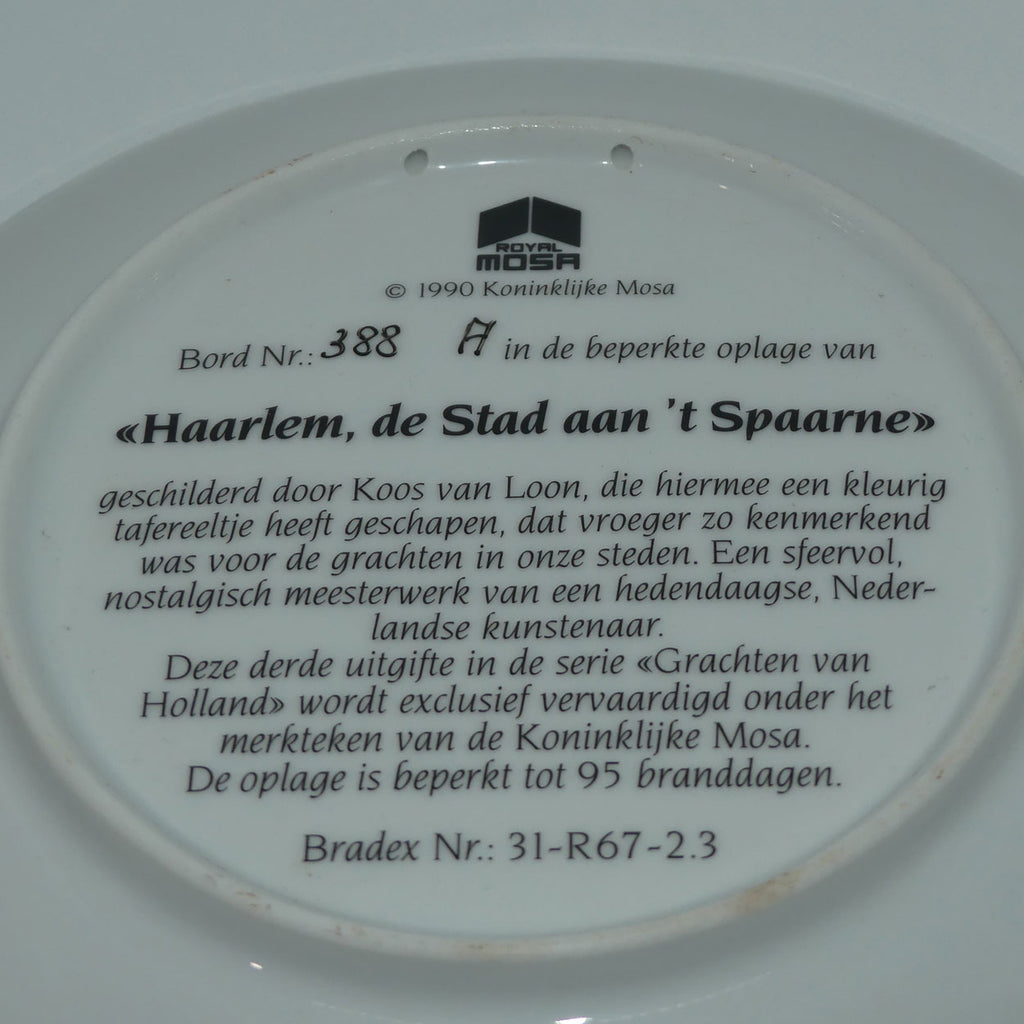 ROYAL
MOSA
© 1990 Koninklijke Mosa
Bord Nr.: 388 A in de beperkte oplage van
«Haarlem, de Stad aan 't Spaarne»
geschilderd door Koos van Loon, die hiermee een kleurig
tafereeltje heeft geschapen, dat vroeger zo kenmerkend
was voor de grachten in onze steden. Een sfeervol,
nostalgisch meesterwerk van een hedendaagse, Neder-
landse kunstenaar.
Deze derde uitgifte in de serie «Grachten van
Holland» wordt exclusief vervaardigd onder het
merkteken van de Koninklijke Mosa.
De oplage is beperkt tot 95 branddagen.
Bradex Nr.: 31-R67-2.3